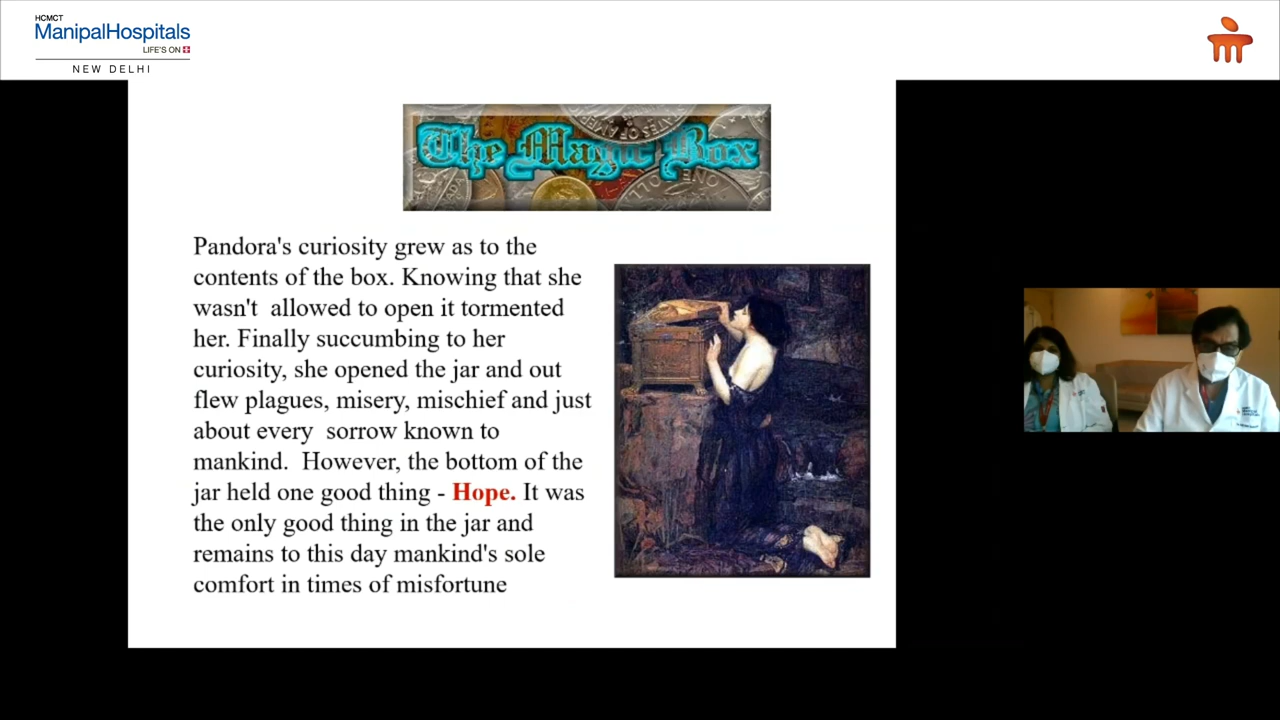 HCMCT
ManipalHospitals
LIFE'S ON
NEW DELHI
The Magic Box
Pandora's curiosity grew as to the
contents of the box. Knowing that she
wasn't allowed to open it tormented
her. Finally succumbing to her
curiosity, she opened the jar and out
flew plagues, misery, mischief and just
about every sorrow known to
mankind. However, the bottom of the
jar held one good thing - Hope. It was
the only good thing in the jar and
remains to this day mankind's sole
comfort in times of misfortune